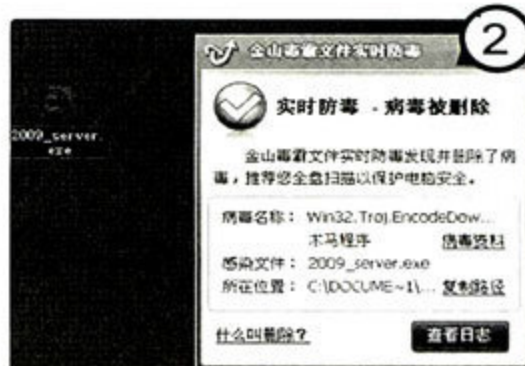 2
金山毒霸文件实时防毒
2009_server.
exe
实时防毒 - 病毒被删除
金山毒霸文件实时防毒发现并删除了病
毒，推荐您全盘扫描以保护电脑安全。
病毒名称： Win32.Troj.EncodeDow...
木马程序 病毒资料
感染文件： 2009_server.exe
所在位置： C:\DOCUME~1\... 复制路径
什么叫删除？ 查看日志